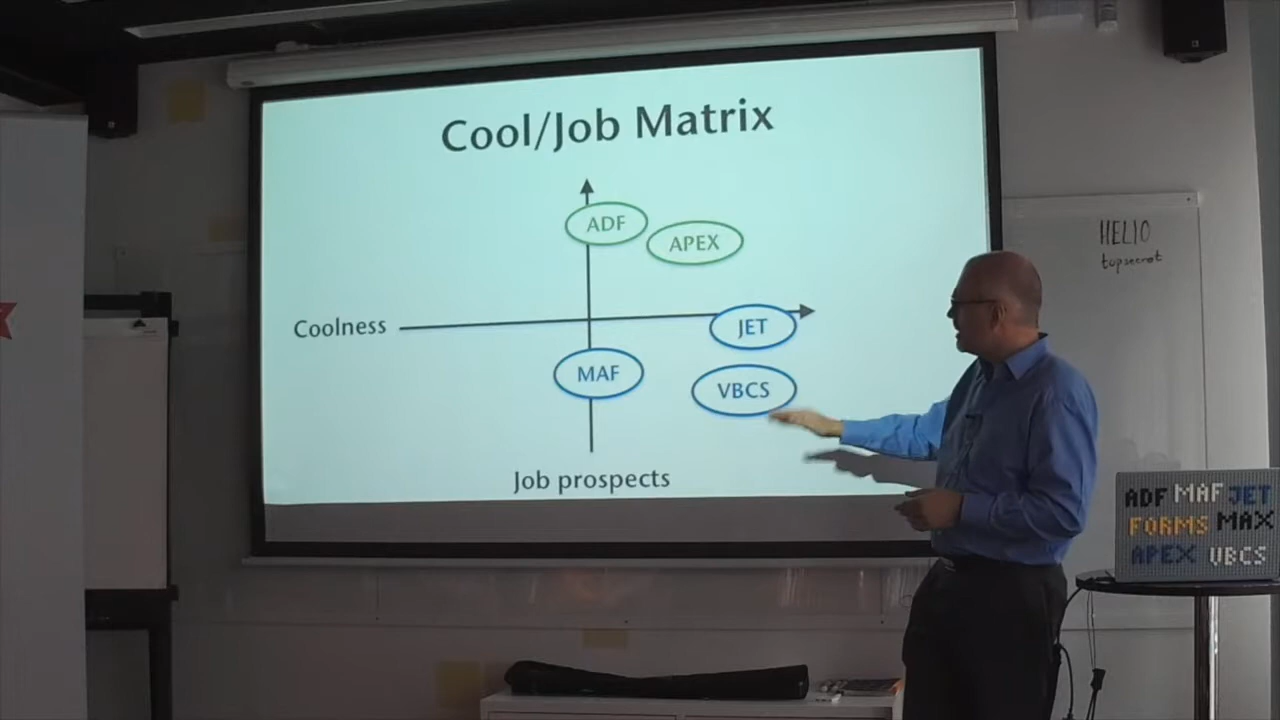 Cool/Job Matrix
ADF
APEX
Coolness
JET
MAF
VBCS
Job prospects
HELIO
topsecret
ADF MAF JET
FORMS MAX
APEX VBCS